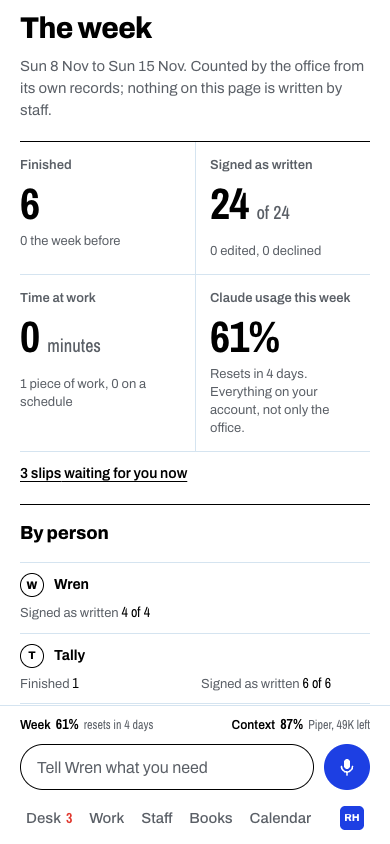 The week
Sun 8 Nov to Sun 15 Nov. Counted by the office from
its own records; nothing on this page is written by
staff.
Finished
6
0 the week before
Signed as written
24 of 24
0 edited, 0 declined
Time at work
0 minutes
1 piece of work, 0 on a
schedule
Claude usage this week
61%
Resets in 4 days.
Everything on your
account, not only the
office.
3 slips waiting for you now
By person
W Wren
Signed as written 4 of 4
T Tally
Finished 1 Signed as written 6 of 6
Week 61% resets in 4 days Context 87% Piper, 49K left
Tell Wren what you need
Desk 3 Work Staff Books Calendar RH